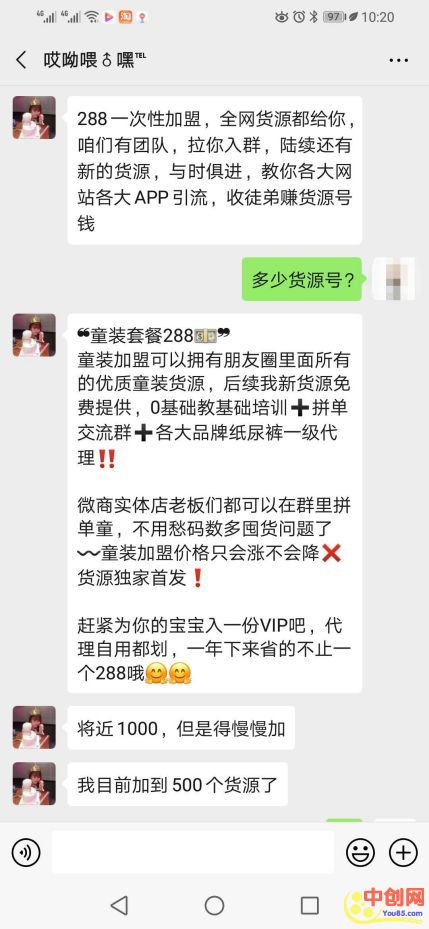 4G 4G 97 10:20
哎呦喂♂嘿℡
288一次性加盟，全网货源都给你，
咱们有团队，拉你入群，陆续还有
新的货源，与时俱进，教你各大网
站各大APP引流，收徒弟赚货源号
钱
多少货源号？
❝童装套餐288💵❞
童装加盟可以拥有朋友圈里面所有
的优质童装货源，后续我新货源免
费提供，0基础教基础培训➕拼单
交流群➕各大品牌纸尿裤一级代
理‼️
微商实体店老板们都可以在群里拼
单童，不用愁码数多囤货问题了
〰童装加盟价格只会涨不会降❌
货源独家首发❗
赶紧为你的宝宝入一份VIP吧，代
理自用都划，一年下来省的不止一
个288哦🤗🤗
将近1000，但是得慢慢加
我目前加到500个货源了
中创网
You85.com